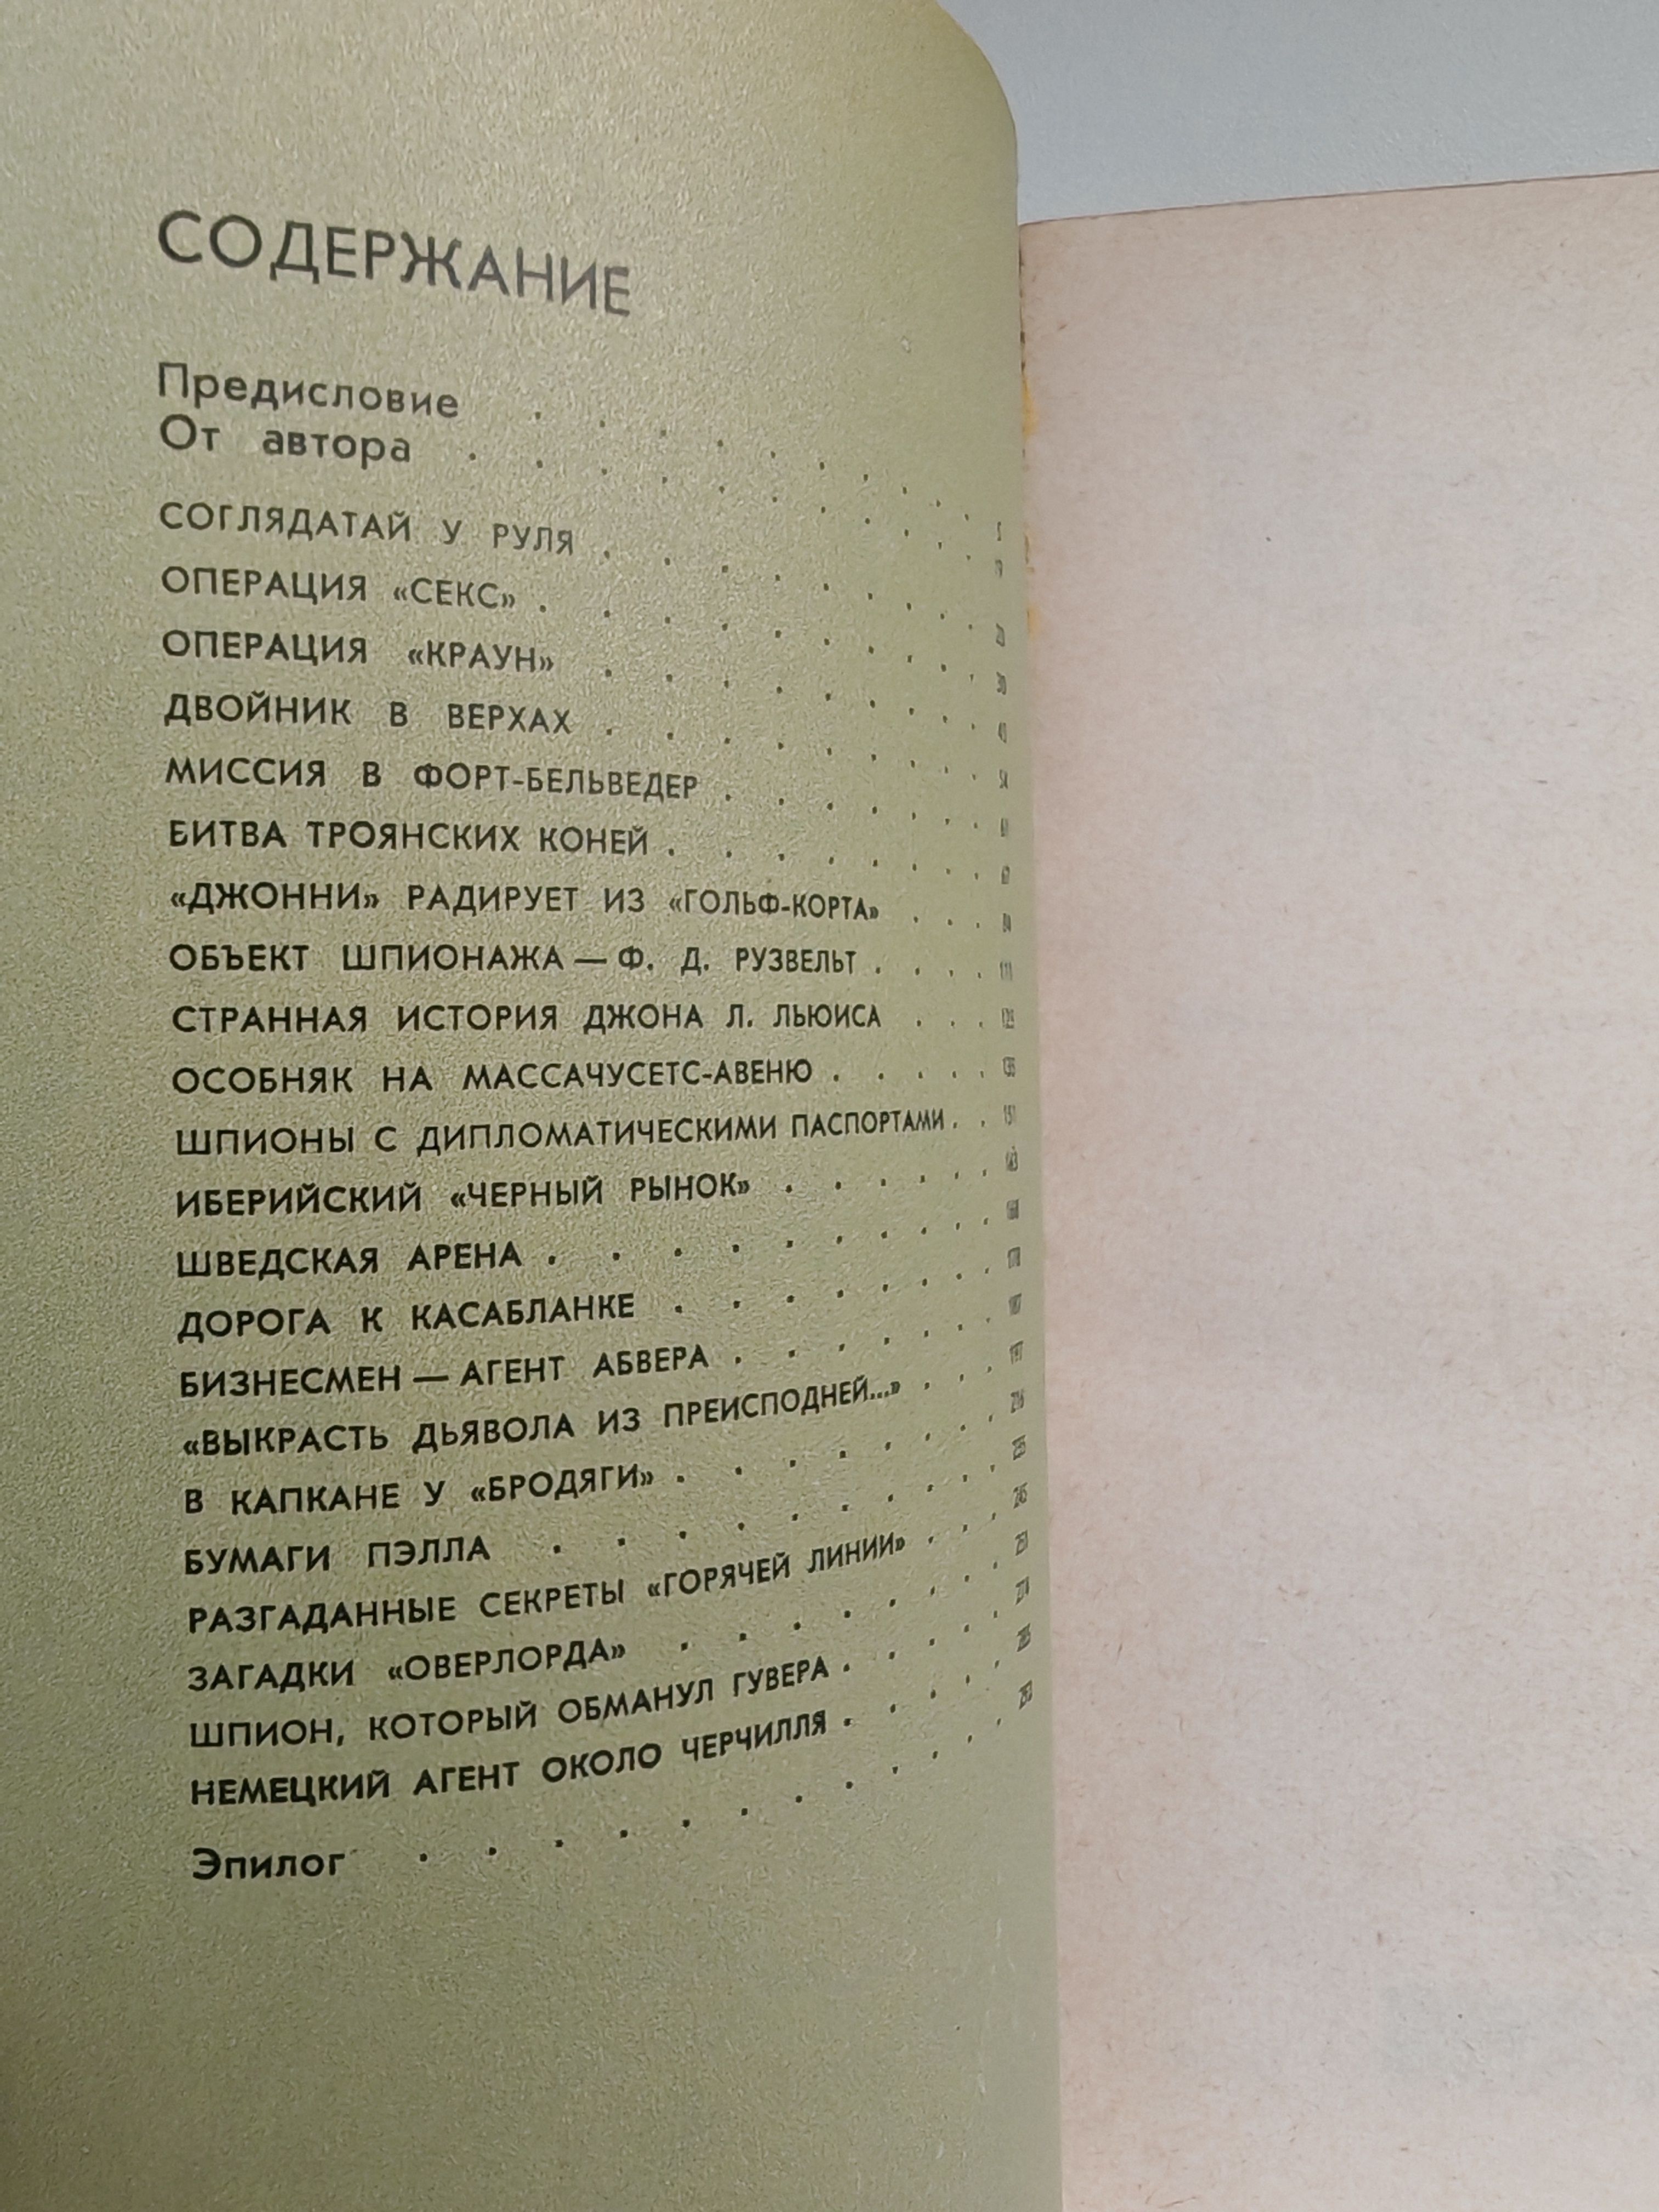 СОДЕРЖАНИЕ
Предисловие
От автора
СОГЛЯДАТАЙ У РУЛЯ
ОПЕРАЦИЯ «СЕКС»
ОПЕРАЦИЯ «КРАУН»
ДВОЙНИК В ВЕРХАХ
МИССИЯ В ФОРТ-БЕЛЬВЕДЕР
БИТВА ТРОЯНСКИХ КОНЕЙ
«ДЖОННИ» РАДИРУЕТ ИЗ «ГОЛЬФ-КОРТА»
ОБЪЕКТ ШПИОНАЖА — Ф. Д. РУЗВЕЛЬТ
СТРАННАЯ ИСТОРИЯ ДЖОНА Л. ЛЬЮИСА
ОСОБНЯК НА МАССАЧУСЕТС-АВЕНЮ
ШПИОНЫ С ДИПЛОМАТИЧЕСКИМИ ПАСПОРТАМИ
ИБЕРИЙСКИЙ «ЧЕРНЫЙ РЫНОК»
ШВЕДСКАЯ АРЕНА
ДОРОГА К КАСАБЛАНКЕ
БИЗНЕСМЕН — АГЕНТ АБВЕРА
«ВЫКРАСТЬ ДЬЯВОЛА ИЗ ПРЕИСПОДНЕЙ...»
В КАПКАНЕ У «БРОДЯГИ»
БУМАГИ ПЭЛЛА
РАЗГАДАННЫЕ СЕКРЕТЫ «ГОРЯЧЕЙ ЛИНИИ»
ЗАГАДКИ «ОВЕРЛОРДА»
ШПИОН, КОТОРЫЙ ОБМАНУЛ ГУВЕРА
НЕМЕЦКИЙ АГЕНТ ОКОЛО ЧЕРЧИЛЛЯ
Эпилог